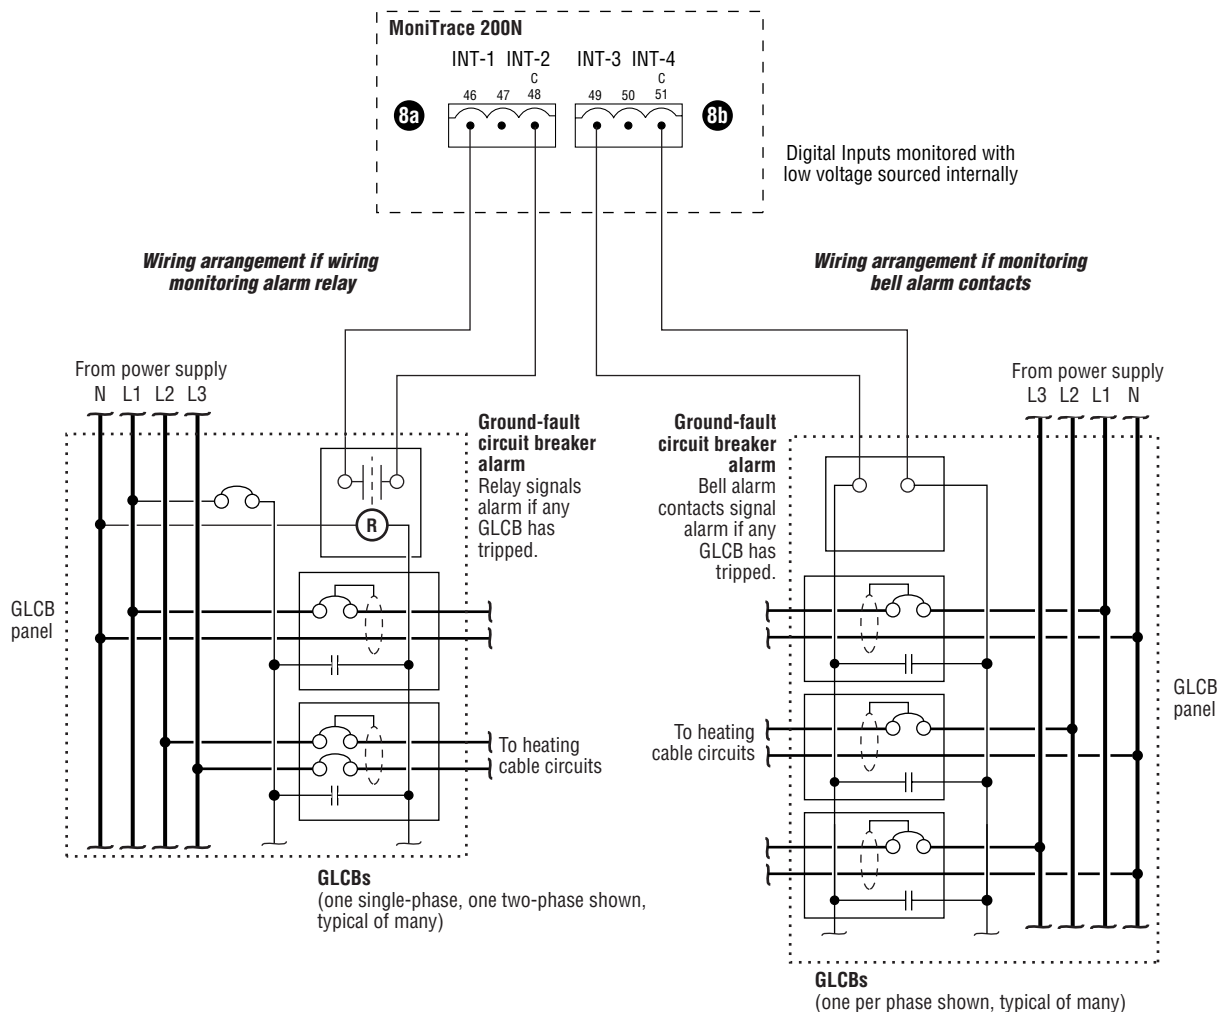 MoniTrace 200N
INT-1 INT-2
INT-3 INT-4
C
C
46 47 48
49 50 51
8a
8b
Digital Inputs monitored with
low voltage sourced internally
Wiring arrangement if wiring
monitoring alarm relay
Wiring arrangement if monitoring
bell alarm contacts
From power supply
N L1 L2 L3
From power supply
L3 L2 L1 N
Ground-fault
circuit breaker
alarm
Relay signals
alarm if any
GLCB has
tripped.
Ground-fault
circuit breaker
alarm
Bell alarm
contacts signal
alarm if any
GLCB has
tripped.
R
GLCB
panel
GLCB
panel
To heating
cable circuits
To heating
cable circuits
GLCBs
(one single-phase, one two-phase shown,
typical of many)
GLCBs
(one per phase shown, typical of many)